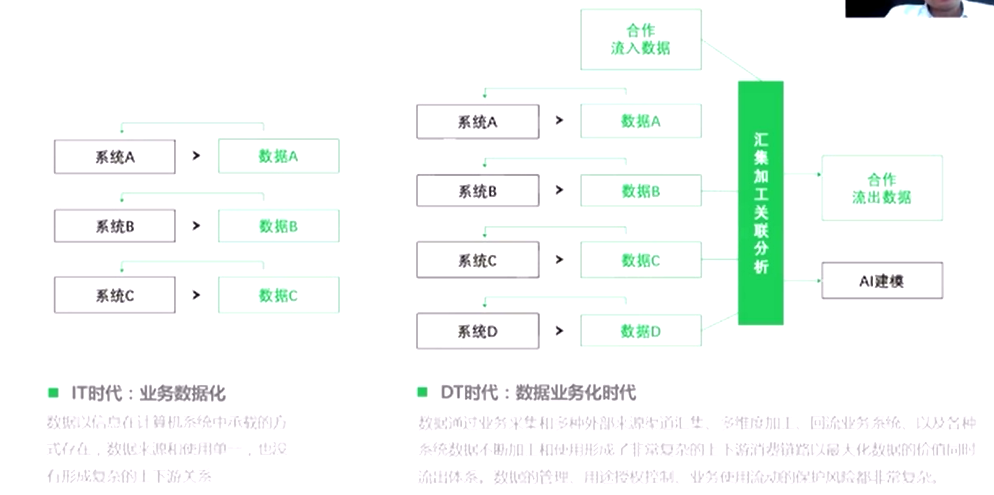 系统A > 数据A
系统B > 数据B
系统C > 数据C
IT时代：业务数据化
数据以信息在计算机系统中承载的方
式存在，数据来源和使用单一，也没
有形成复杂的上下游关系
合作
流入数据
系统A > 数据A
系统B > 数据B
系统C > 数据C
系统D > 数据D
汇集加工关联分析
合作
流出数据
AI建模
DT时代：数据业务化时代
数据通过业务采集和多种外部来源渠道汇集、多维度加工、回流业务系统、以及各种
系统数据不断加工和使用形成了非常复杂的上下游消费链路以最大化数据的价值同时
流出体系。数据的管理、用途授权控制、业务使用流动的保护风险都非常复杂。